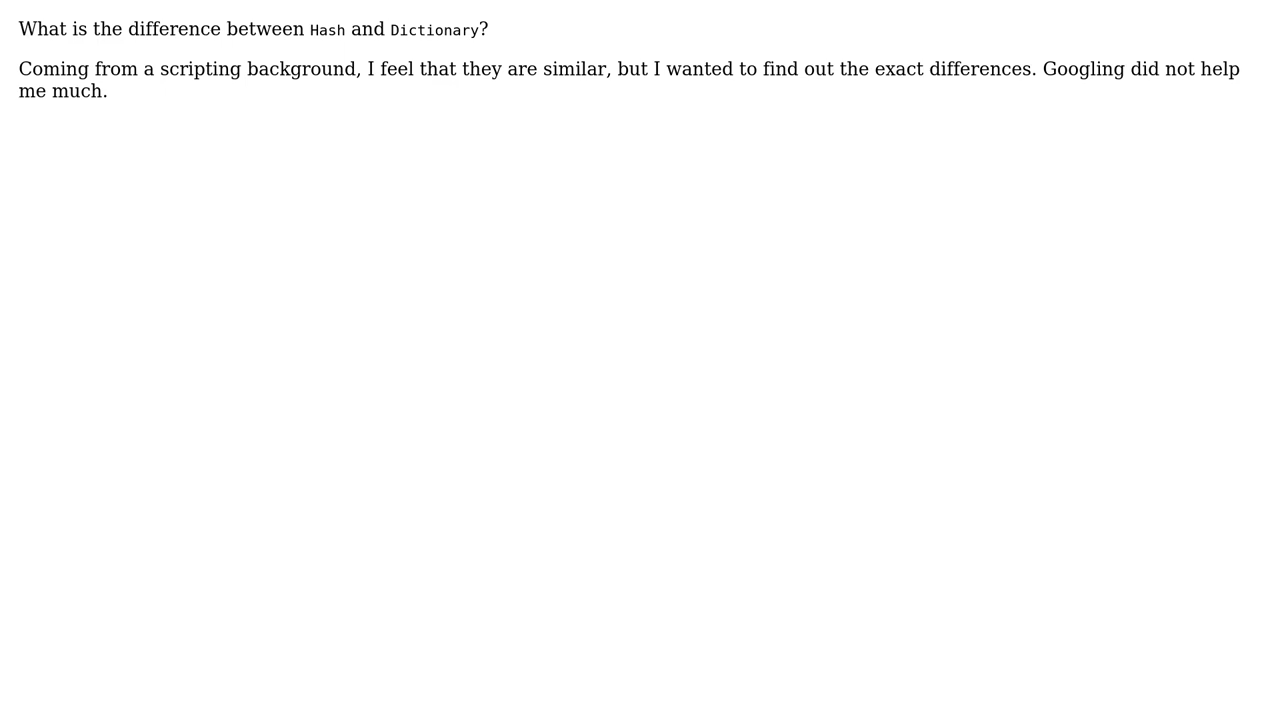 What is the difference between Hash and Dictionary?
Coming from a scripting background, I feel that they are similar, but I wanted to find out the exact differences. Googling did not help
me much.